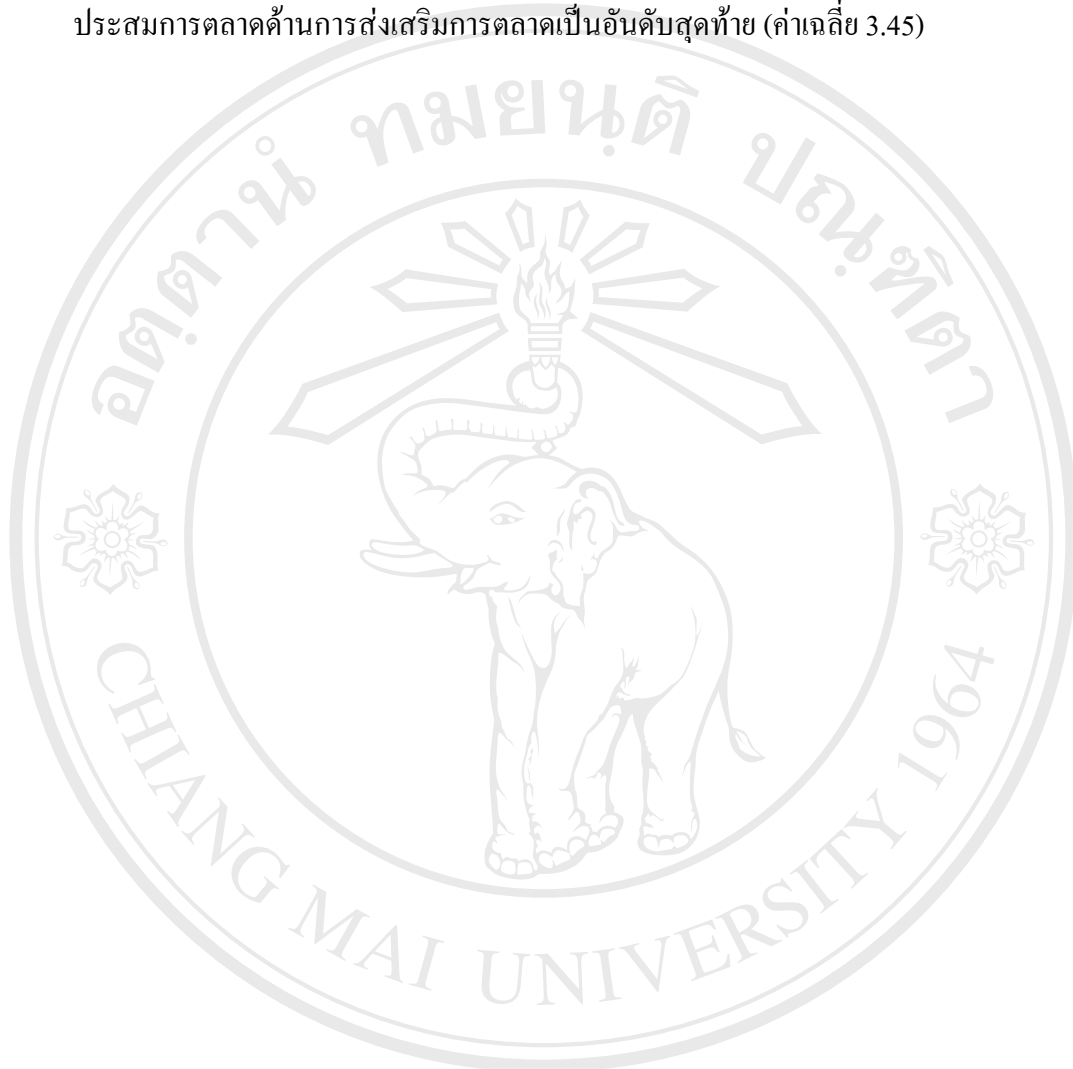 ประสมการตลาดด้านการส่งเสริมการตลาดเป็นอันดับสุดท้าย (ค่าเฉลี่ย 3.45)
อตฺตานํ ทมยนฺติ ปณฺฑิตา
CHIANG MAI UNIVERSITY 1964